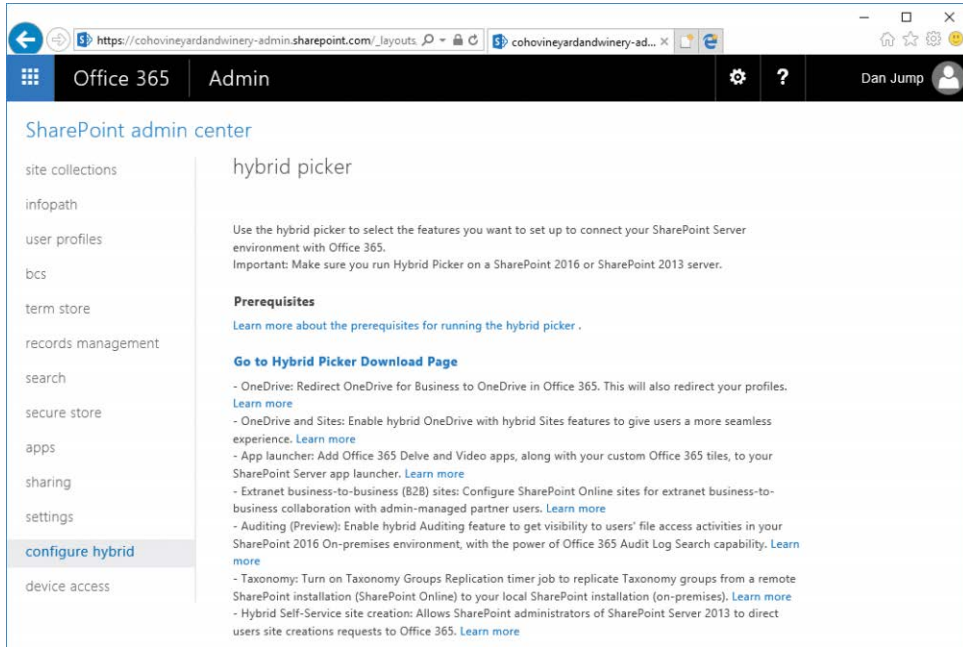 https://cohovineyardandwinery-admin.sharepoint.com/_layouts
cohovineyardandwinery-ad...
Office 365
Admin
?
Dan Jump
SharePoint admin center
site collections
infopath
user profiles
bcs
term store
records management
search
secure store
apps
sharing
settings
configure hybrid
device access
hybrid picker
Use the hybrid picker to select the features you want to set up to connect your SharePoint Server
environment with Office 365.
Important: Make sure you run Hybrid Picker on a SharePoint 2016 or SharePoint 2013 server.
Prerequisites
Learn more about the prerequisites for running the hybrid picker .
Go to Hybrid Picker Download Page
- OneDrive: Redirect OneDrive for Business to OneDrive in Office 365. This will also redirect your profiles.
Learn more
- OneDrive and Sites: Enable hybrid OneDrive with hybrid Sites features to give users a more seamless
experience. Learn more
- App launcher: Add Office 365 Delve and Video apps, along with your custom Office 365 tiles, to your
SharePoint Server app launcher. Learn more
- Extranet business-to-business (B2B) sites: Configure SharePoint Online sites for extranet business-to-
business collaboration with admin-managed partner users. Learn more
- Auditing (Preview): Enable hybrid Auditing feature to get visibility to users' file access activities in your
SharePoint 2016 On-premises environment, with the power of Office 365 Audit Log Search capability. Learn
more
- Taxonomy: Turn on Taxonomy Groups Replication timer job to replicate Taxonomy groups from a remote
SharePoint installation (SharePoint Online) to your local SharePoint installation (on-premises). Learn more
- Hybrid Self-Service site creation: Allows SharePoint administrators of SharePoint Server 2013 to direct
users site creations requests to Office 365. Learn more